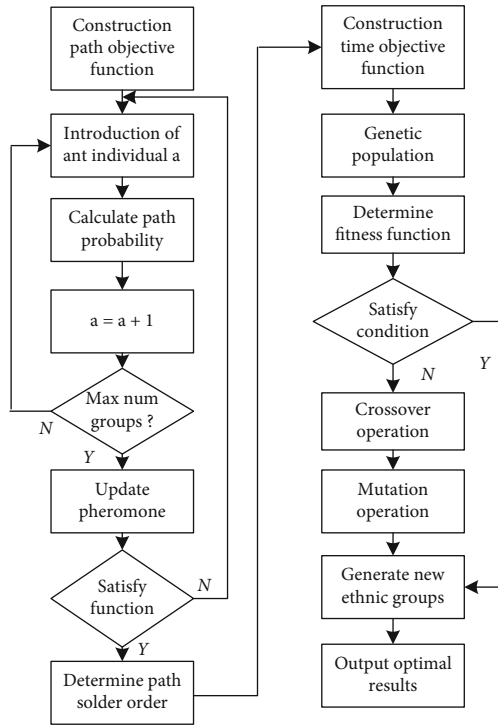 Construction
path objective
function
Introduction of
ant individual a
Calculate path
probability
a = a + 1
Max num
groups ?
N
Y
Update
pheromone
Satisfy
function
N
Y
Determine path
solder order
Construction
time objective
function
Genetic
population
Determine
fitness function
Satisfy
condition
Y
N
Crossover
operation
Mutation
operation
Generate new
ethnic groups
Output optimal
results